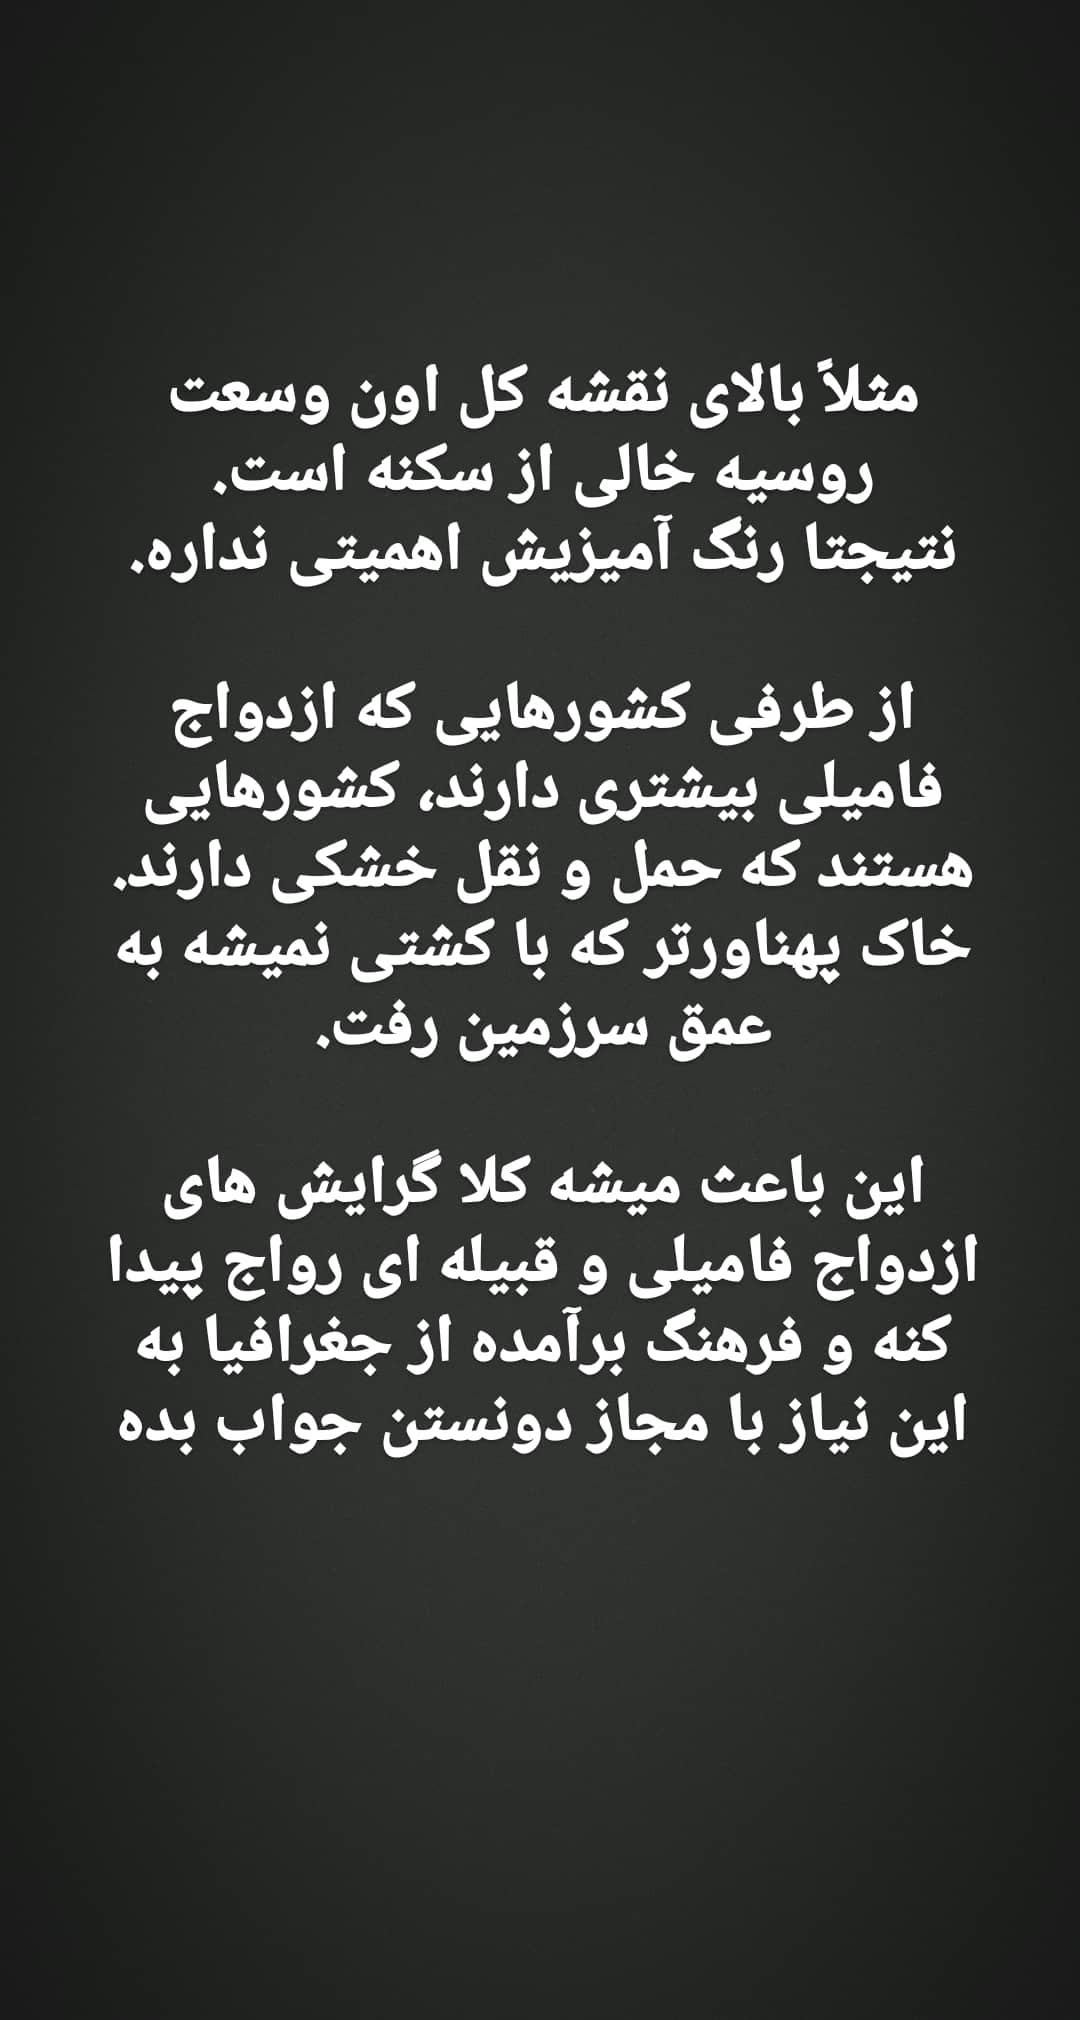 مثلاً بالای نقشه کل اون وسعت
روسیه خالی از سکنه است.
نتیجتا رنگ آمیزیش اهمیتی نداره.
از طرفی کشورهایی که ازدواج
فامیلی بیشتری دارند، کشورهایی
هستند که حمل و نقل خشکی دارند.
خاک پهناورتر که با کشتی نمیشه به
عمق سرزمین رفت.
این باعث میشه کلا گرایش های
ازدواج فامیلی و قبیله ای رواج پیدا
کنه و فرهنگ برآمده از جغرافیا به
این نیاز با مجاز دونستن جواب بده